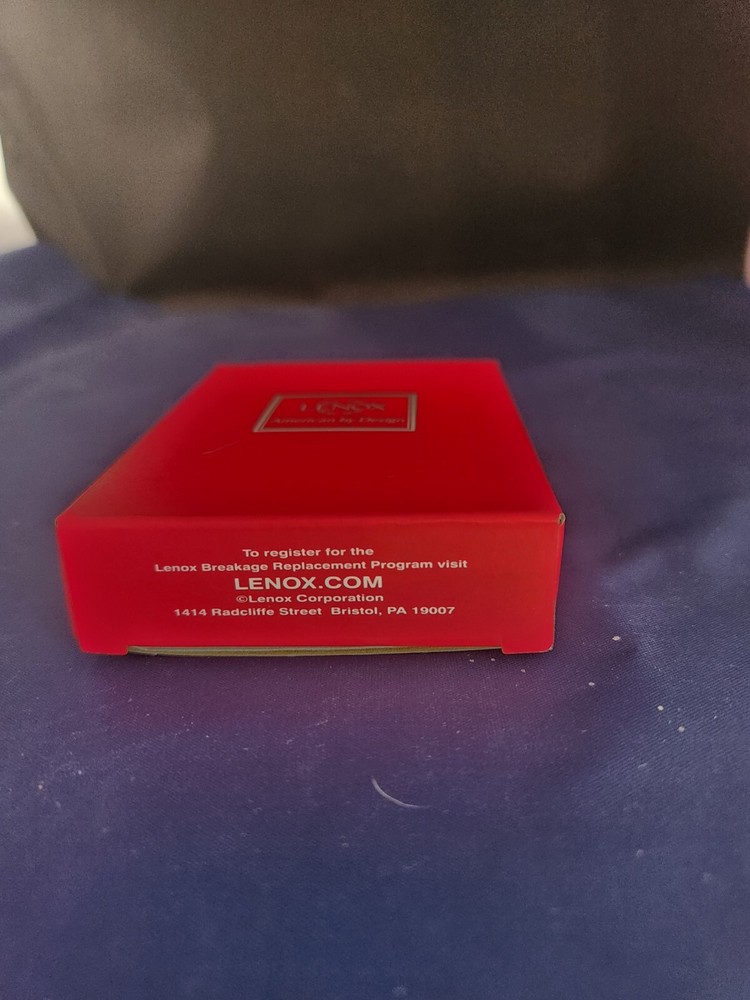 LENOX
American by Design
To register for the
Lenox Breakage Replacement Program visit
LENOX.COM
©Lenox Corporation
1414 Radcliffe Street Bristol, PA 19007